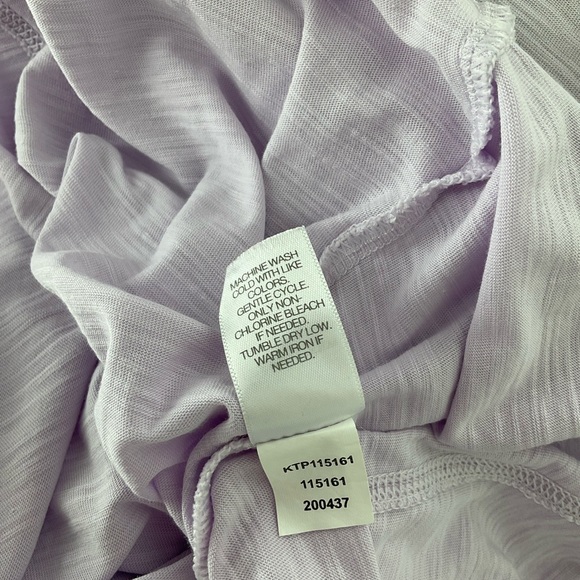 MACHINE WASH
COLD WITH LIKE
COLORS.
GENTLE CYCLE.
ONLY NON-
CHLORINE BLEACH
IF NEEDED.
TUMBLE DRY LOW.
WARM IRON IF
NEEDED.
KTP115161
115161
200437